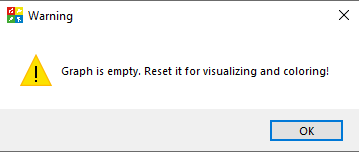 Warning
Graph is empty. Reset it for visualizing and coloring!
OK